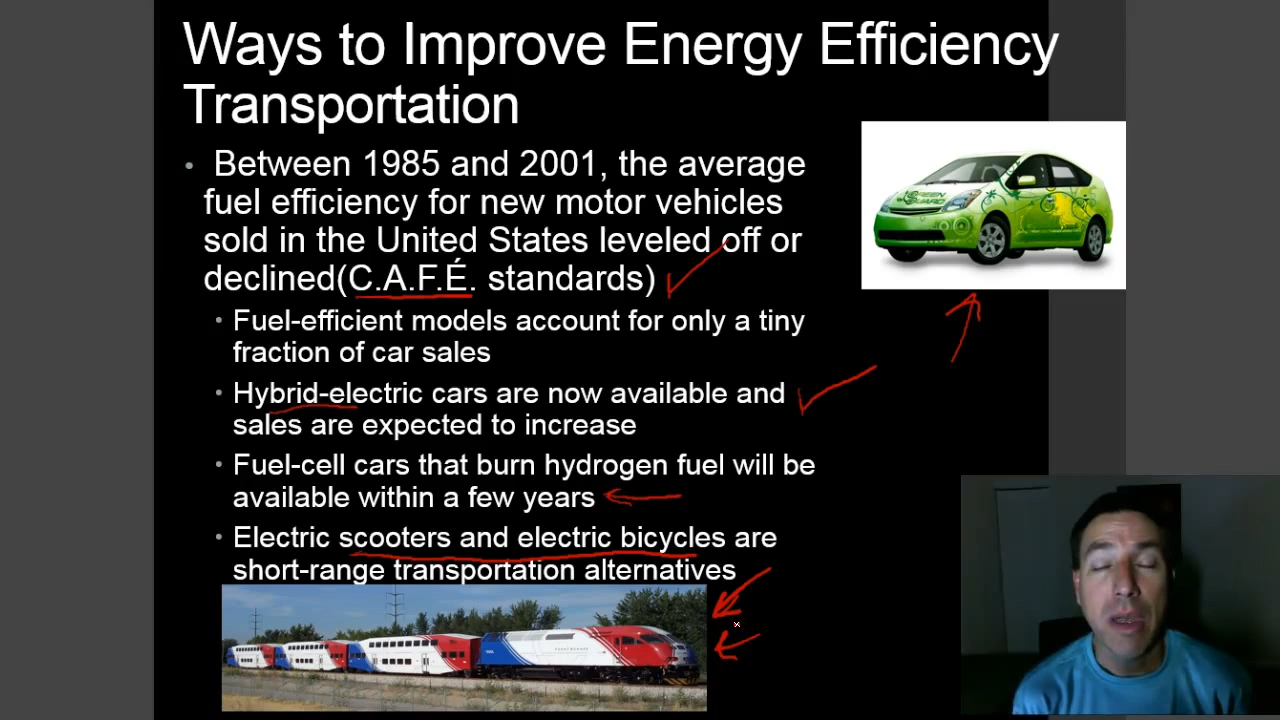 Ways to Improve Energy Efficiency
Transportation
• Between 1985 and 2001, the average
fuel efficiency for new motor vehicles
sold in the United States leveled off or
declined(C.A.F.É. standards)
• Fuel-efficient models account for only a tiny
fraction of car sales
• Hybrid-electric cars are now available and
sales are expected to increase
• Fuel-cell cars that burn hydrogen fuel will be
available within a few years
• Electric scooters and electric bicycles are
short-range transportation alternatives